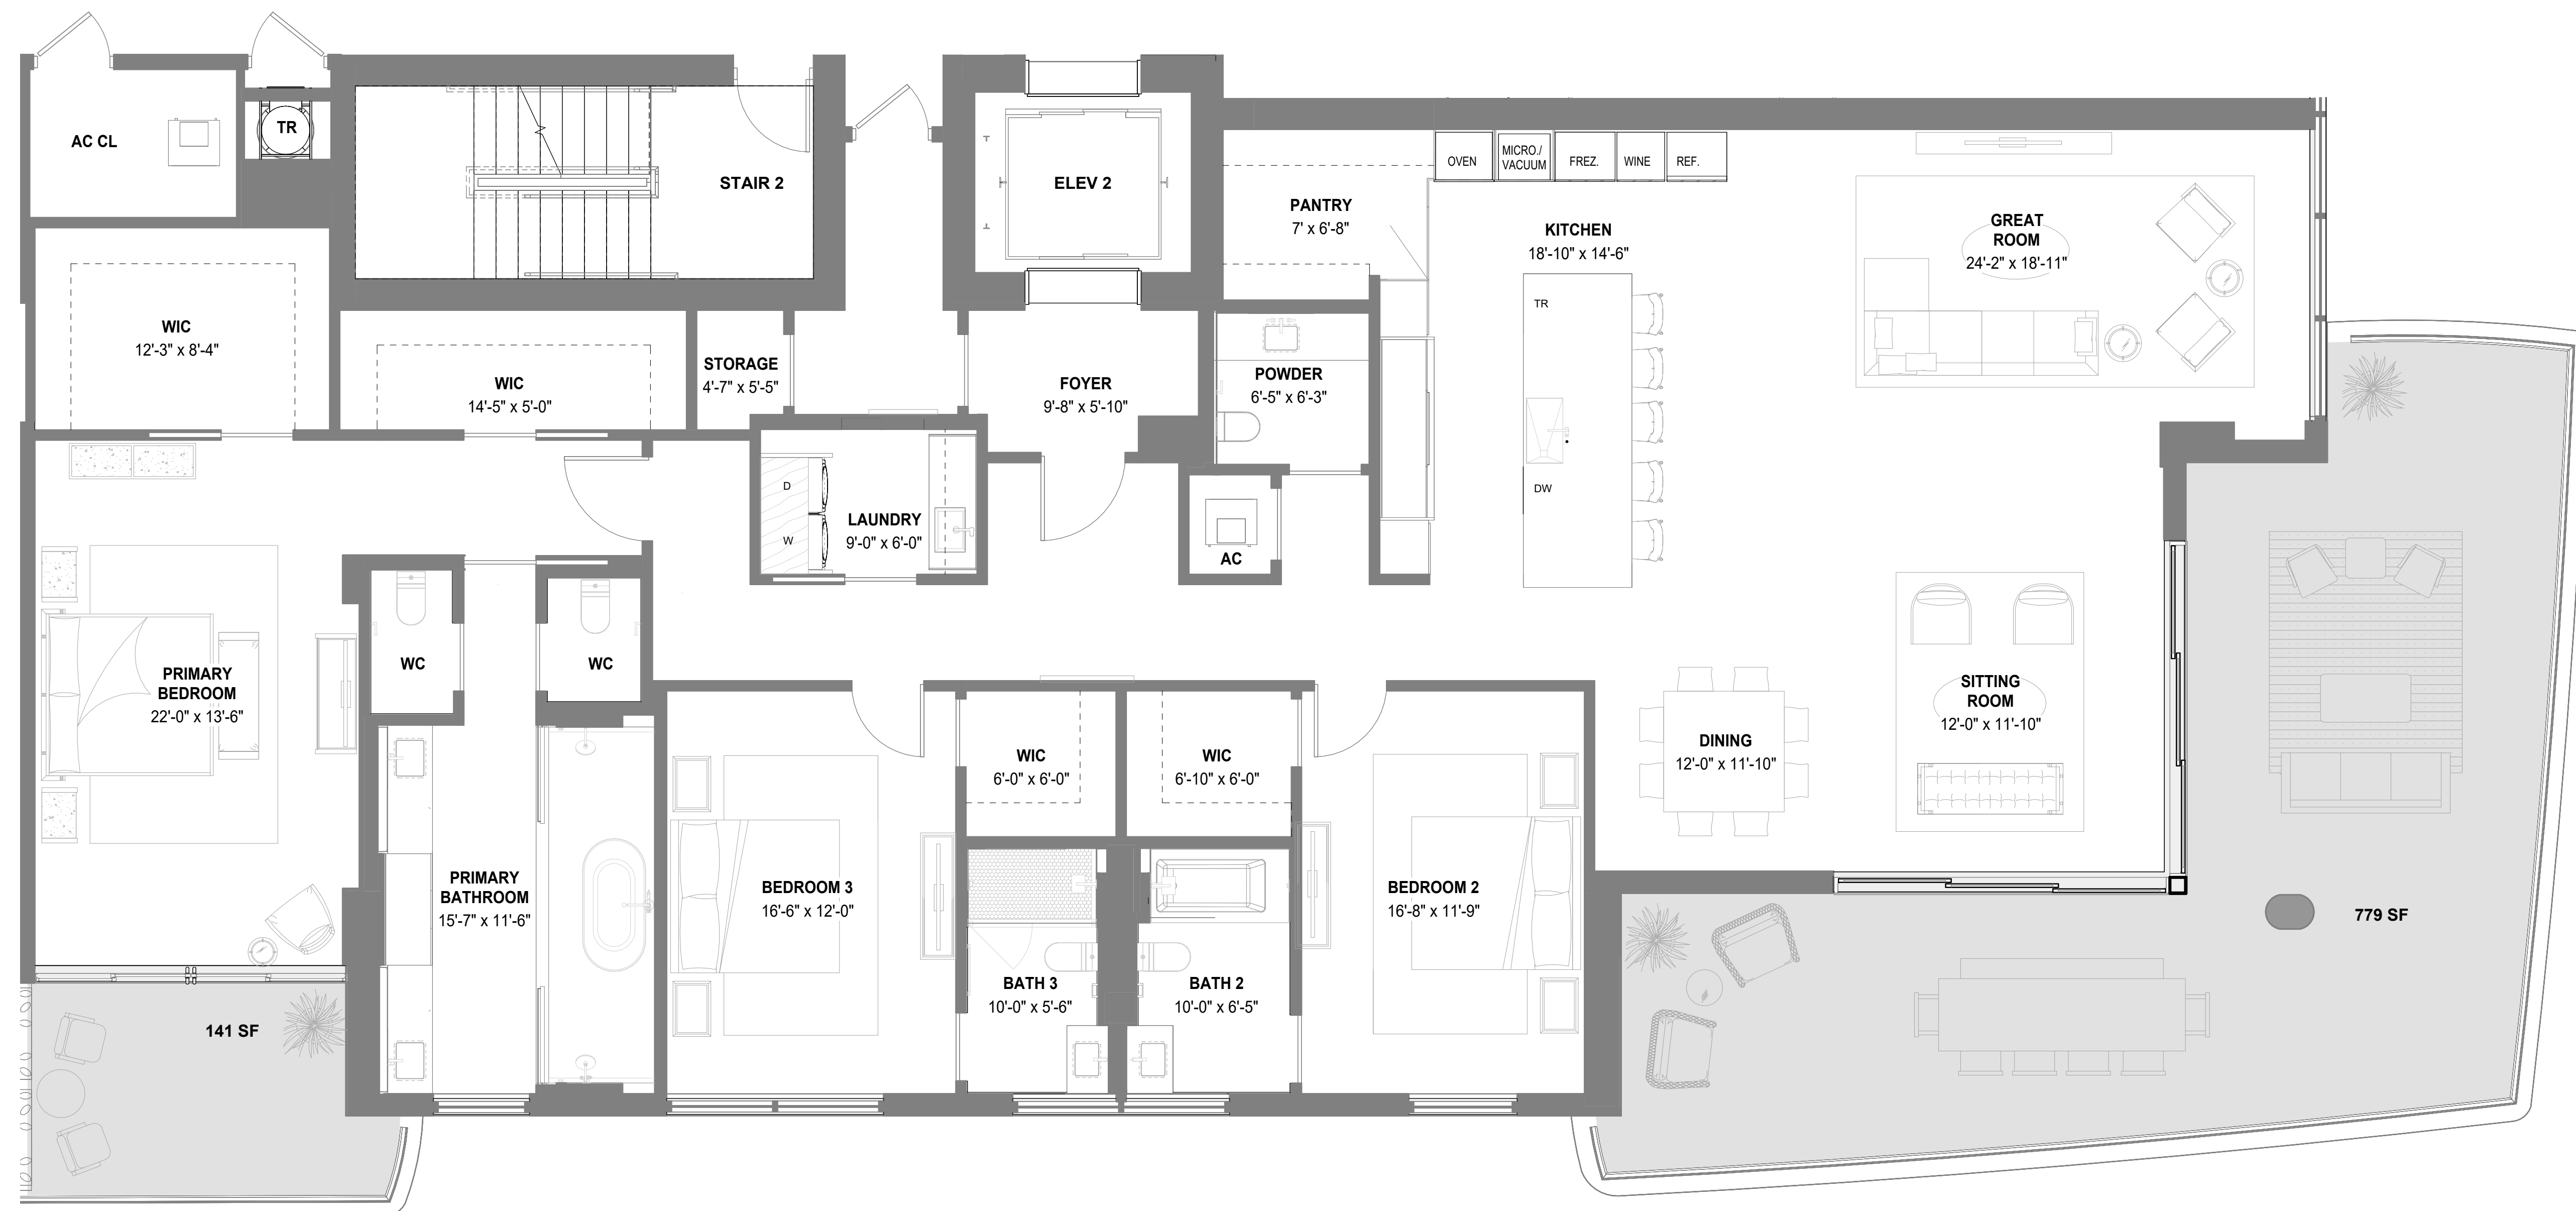 AC CL
TR
STAIR 2
ELEV 2
PANTRY
7' x 6'-8"
OVEN
MICRO./
VACUUM
FREZ.
WINE
REF.
KITCHEN
18'-10" x 14'-6"
TR
DW
GREAT
ROOM
24'-2" x 18'-11"
WIC
12'-3" x 8'-4"
WIC
14'-5" x 5'-0"
STORAGE
4'-7" x 5'-5"
FOYER
9'-8" x 5'-10"
POWDER
6'-5" x 6'-3"
D
W
LAUNDRY
9'-0" x 6'-0"
AC
PRIMARY
BEDROOM
22'-0" x 13'-6"
WC
WC
WIC
6'-0" x 6'-0"
WIC
6'-10" x 6'-0"
DINING
12'-0" x 11'-10"
SITTING
ROOM
12'-0" x 11'-10"
PRIMARY
BATHROOM
15'-7" x 11'-6"
BEDROOM 3
16'-6" x 12'-0"
BATH 3
10'-0" x 5'-6"
BATH 2
10'-0" x 6'-5"
BEDROOM 2
16'-8" x 11'-9"
779 SF
141 SF